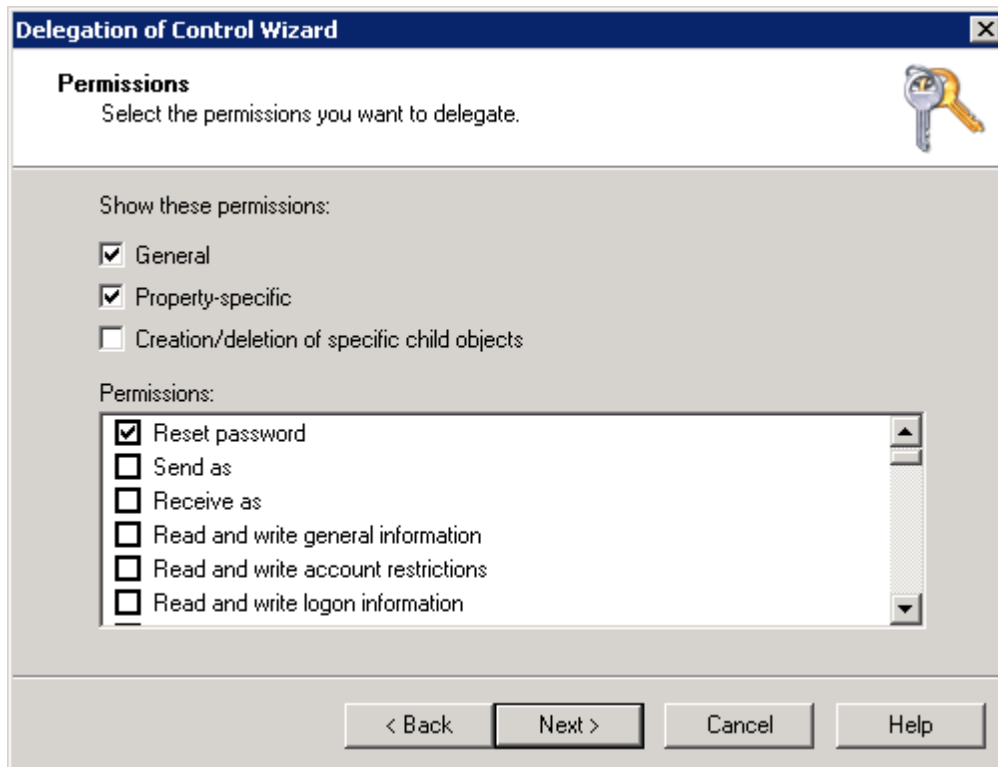 Delegation of Control Wizard
Permissions
Select the permissions you want to delegate.
Show these permissions:
General
Property-specific
Creation/deletion of specific child objects
Permissions:
Reset password
Send as
Receive as
Read and write general information
Read and write account restrictions
Read and write logon information
< Back Next > Cancel Help